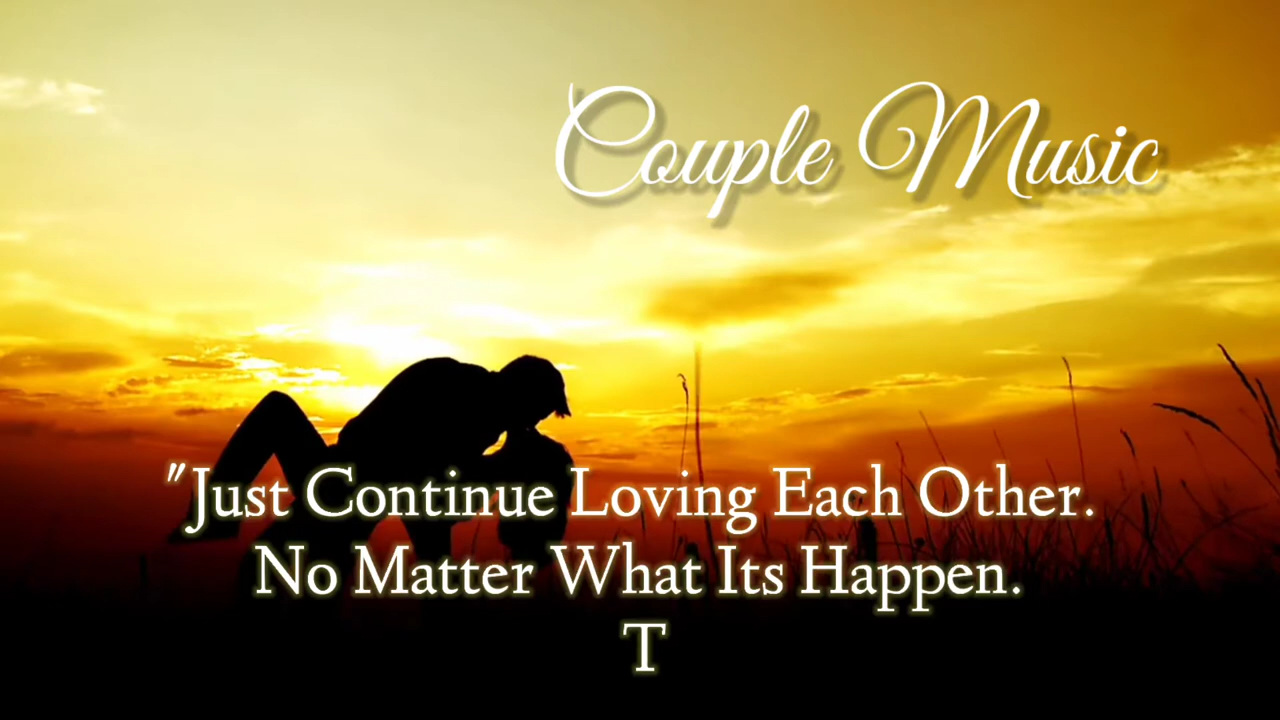 Couple Music
"Just Continue Loving Each Other.
No Matter What Its Happen.
T